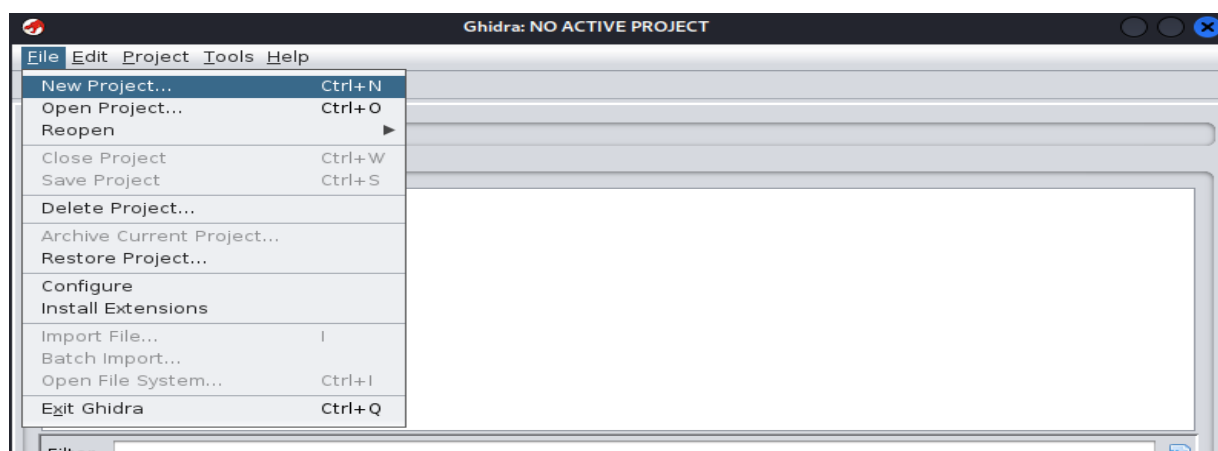 Ghidra: NO ACTIVE PROJECT
File Edit Project Tools Help
New Project... Ctrl+N
Open Project... Ctrl+O
Reopen
Close Project Ctrl+W
Save Project Ctrl+S
Delete Project...
Archive Current Project...
Restore Project...
Configure
Install Extensions
Import File... I
Batch Import...
Open File System... Ctrl+I
Exit Ghidra Ctrl+Q